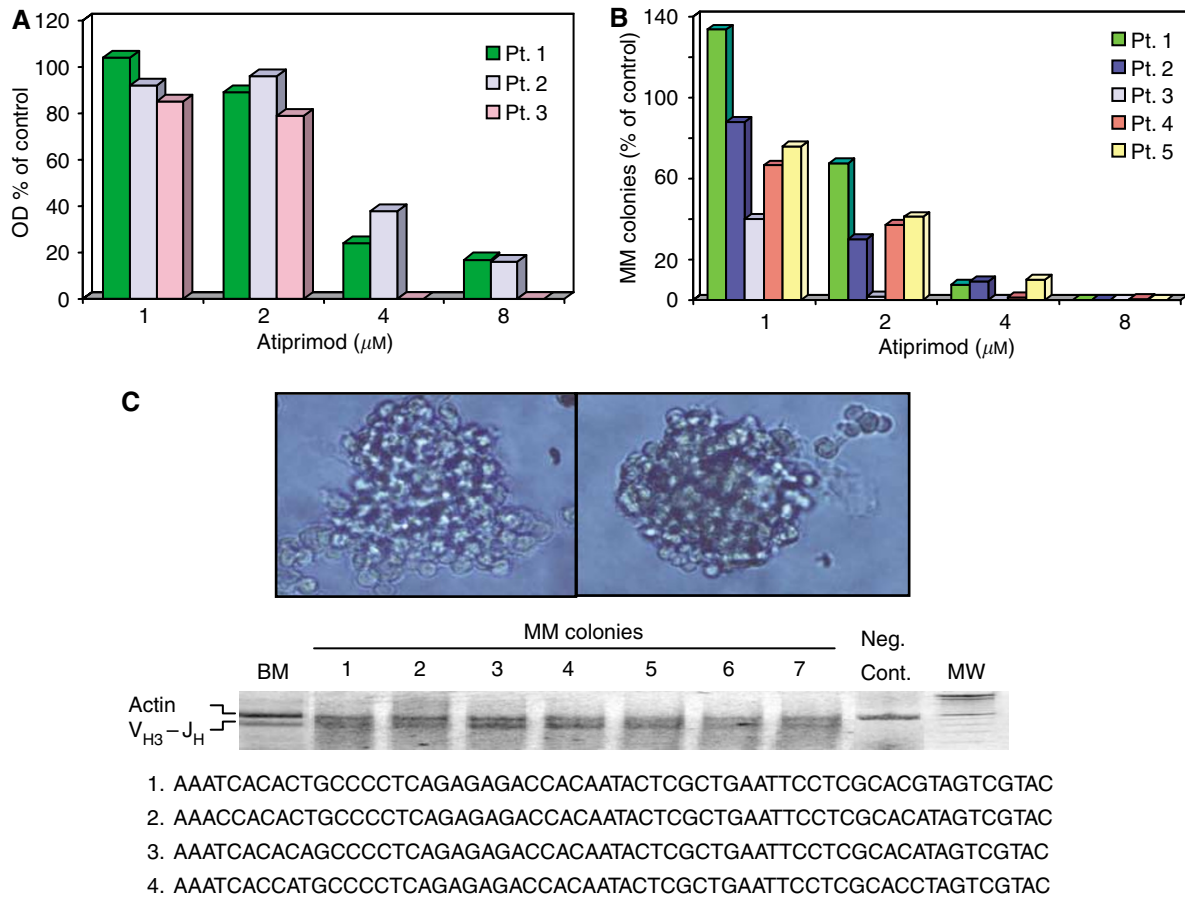 A
120
100
80
60
40
20
0
OD % of control
Pt. 1
Pt. 2
Pt. 3
1 2 4 8
Atiprimod (μM)
B
140
100
60
20
0
MM colonies (% of control)
Pt. 1
Pt. 2
Pt. 3
Pt. 4
Pt. 5
1 2 4 8
Atiprimod (μM)
C
MM colonies
Neg.
BM 1 2 3 4 5 6 7 Cont. MW
Actin
VH3–JH
1. AAATCACACTGCCCCTCAGAGAGACCACAATACTCGCTGAATTCCTCGCACGTAGTCGTAC
2. AAACCACACTGCCCCTCAGAGAGACCACAATACTCGCTGAATTCCTCGCACATAGTCGTAC
3. AAATCACACAGCCCCTCAGAGAGACCACAATACTCGCTGAATTCCTCGCACATAGTCGTAC
4. AAATCACCATGCCCCTCAGAGAGACCACAATACTCGCTGAATTCCTCGCACCTAGTCGTAC